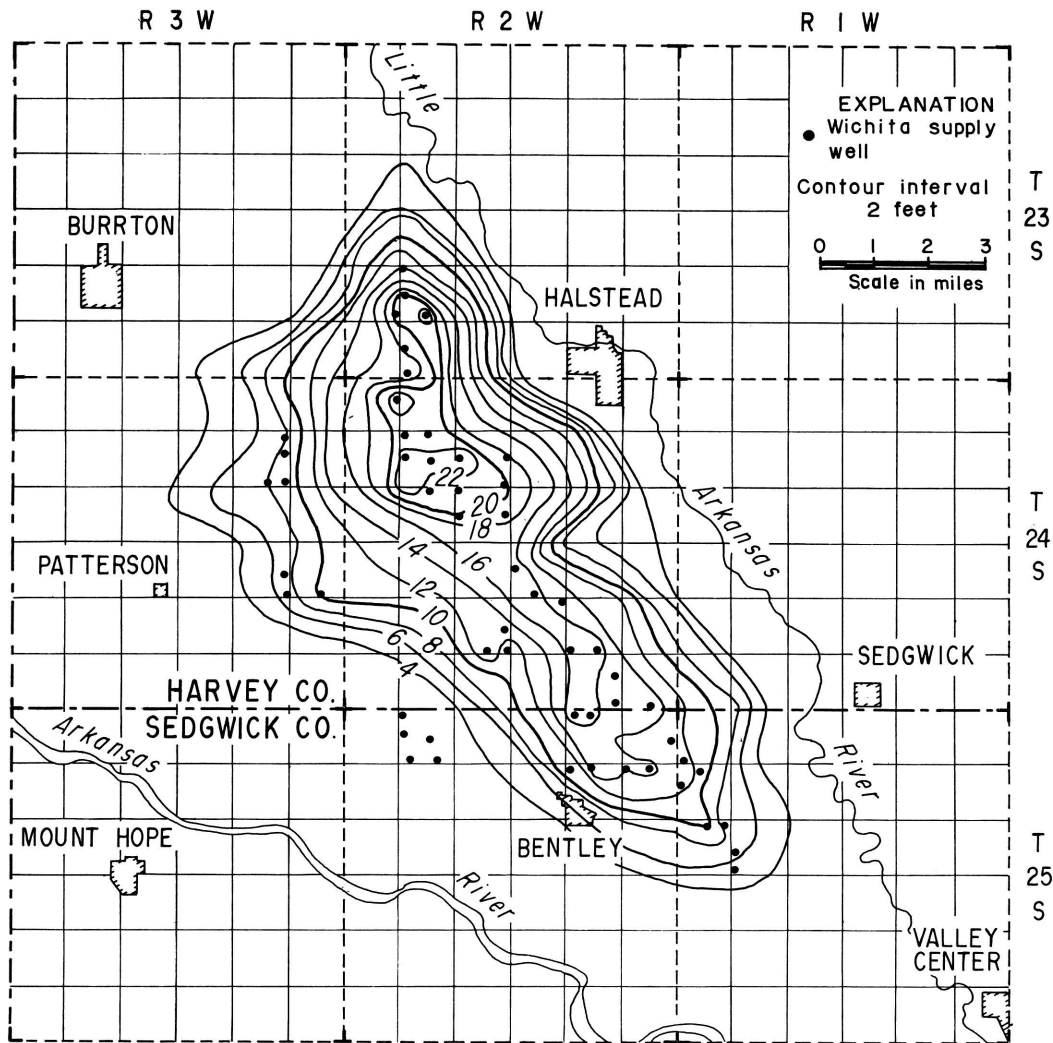 R 3 W
R 2 W
R 1 W
Little
EXPLANATION
Wichita supply
well
Contour interval
2 feet
0 1 2 3
Scale in miles
T
23
S
BURRTON
HALSTEAD
22
20
18
16
14
12
10
8
6
4
Arkansas
T
24
S
PATTERSON
SEDGWICK
HARVEY CO.
SEDGWICK CO.
Arkansas
River
MOUNT HOPE
BENTLEY
River
T
25
S
VALLEY
CENTER